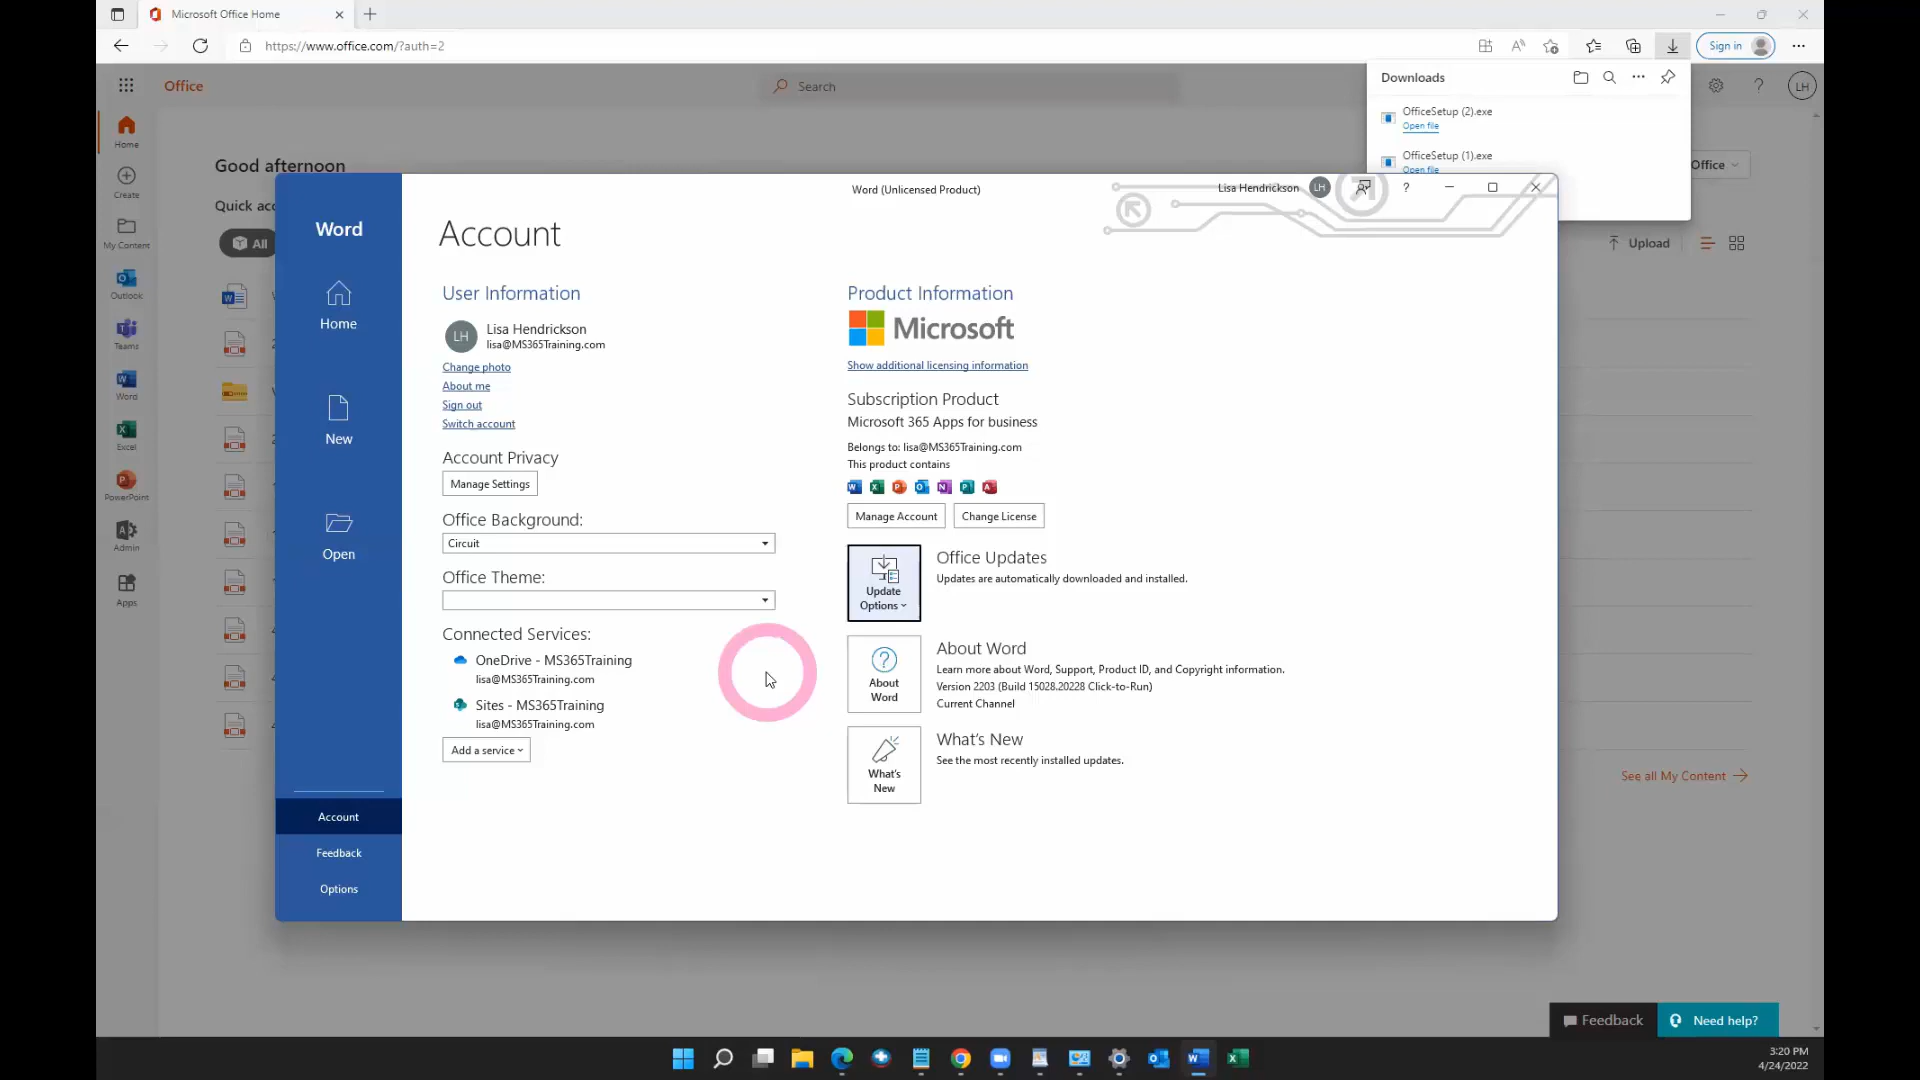 Microsoft Office Home
https://www.office.com/?auth=2
Sign in
Office
Search
Downloads
OfficeSetup (2).exe
Open file
OfficeSetup (1).exe
Open file
LH
Home
Create
My Content
Outlook
Teams
Word
Excel
PowerPoint
Admin
Apps
Good afternoon
Office
All
Upload
See all My Content
Word (Unlicensed Product)
Lisa Hendrickson
LH
?
Word
Home
New
Open
Account
Feedback
Options
Account
User Information
LH
Lisa Hendrickson
lisa@MS365Training.com
Change photo
About me
Sign out
Switch account
Account Privacy
Manage Settings
Office Background:
Circuit
Office Theme:
Connected Services:
OneDrive - MS365Training
lisa@MS365Training.com
Sites - MS365Training
lisa@MS365Training.com
Add a service
Product Information
Microsoft
Show additional licensing information
Subscription Product
Microsoft 365 Apps for business
Belongs to: lisa@MS365Training.com
This product contains
Manage Account
Change License
Update
Options
Office Updates
Updates are automatically downloaded and installed.
About
Word
About Word
Learn more about Word, Support, Product ID, and Copyright information.
Version 2203 (Build 15028.20228 Click-to-Run)
Current Channel
What's
New
What's New
See the most recently installed updates.
Feedback
Need help?
3:20 PM
4/24/2022